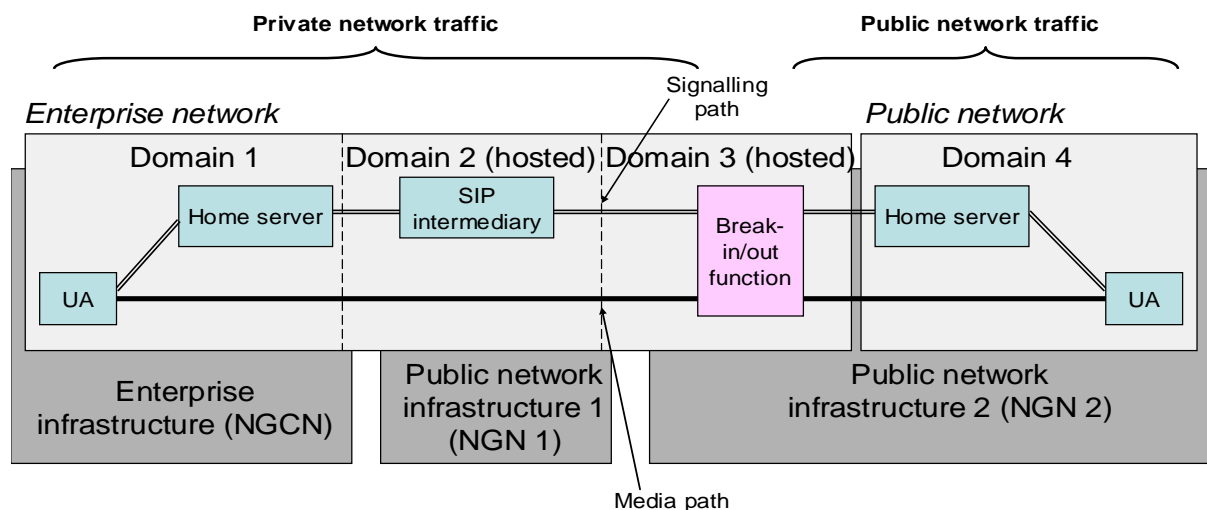 Private network traffic
Public network traffic
Signalling
path
Enterprise network
Public network
Domain 1
Domain 2 (hosted)
Domain 3 (hosted)
Domain 4
Home server
SIP
intermediary
Break-
in/out
function
Home server
UA
UA
Enterprise
infrastructure (NGCN)
Public network
infrastructure 1
(NGN 1)
Public network
infrastructure 2 (NGN 2)
Media path